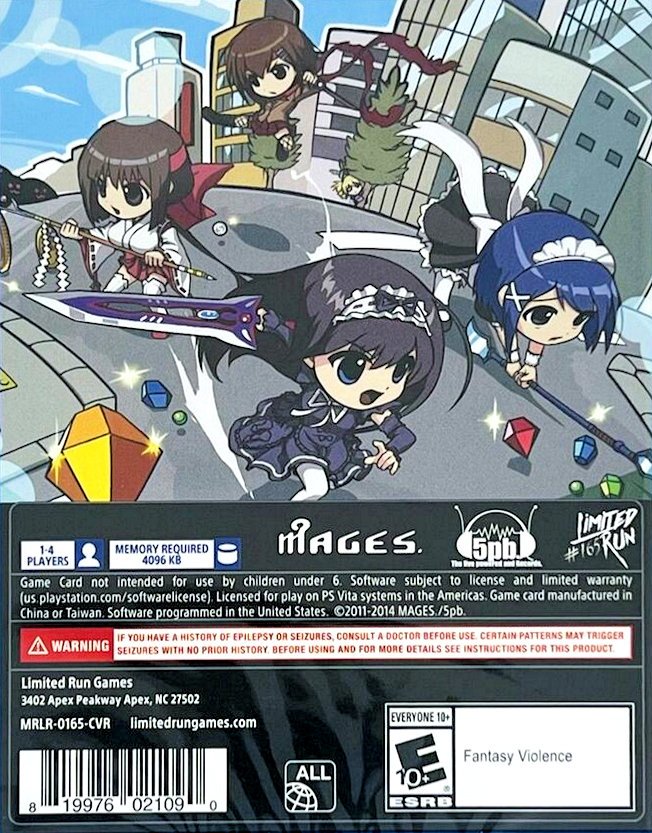 1-4
PLAYERS
MEMORY REQUIRED
4096 KB
MAGES.
5pb.
LIMITED
RUN
#165
Game Card not intended for use by children under 6. Software subject to license and limited warranty
(us.playstation.com/softwarelicense). Licensed for play on PS Vita systems in the Americas. Game card manufactured in
China or Taiwan. Software programmed in the United States. ©2011-2014 MAGES./5pb.
WARNING
IF YOU HAVE A HISTORY OF EPILEPSY OR SEIZURES, CONSULT A DOCTOR BEFORE USE. CERTAIN PATTERNS MAY TRIGGER
SEIZURES WITH NO PRIOR HISTORY. BEFORE USING AND FOR MORE DETAILS SEE INSTRUCTIONS FOR THIS PRODUCT.
Limited Run Games
3402 Apex Peakway Apex, NC 27502
MRLR-0165-CVR limitedrungames.com
8 19976 02109 0
ALL
EVERYONE 10+
E
10+
ESRB
Fantasy Violence